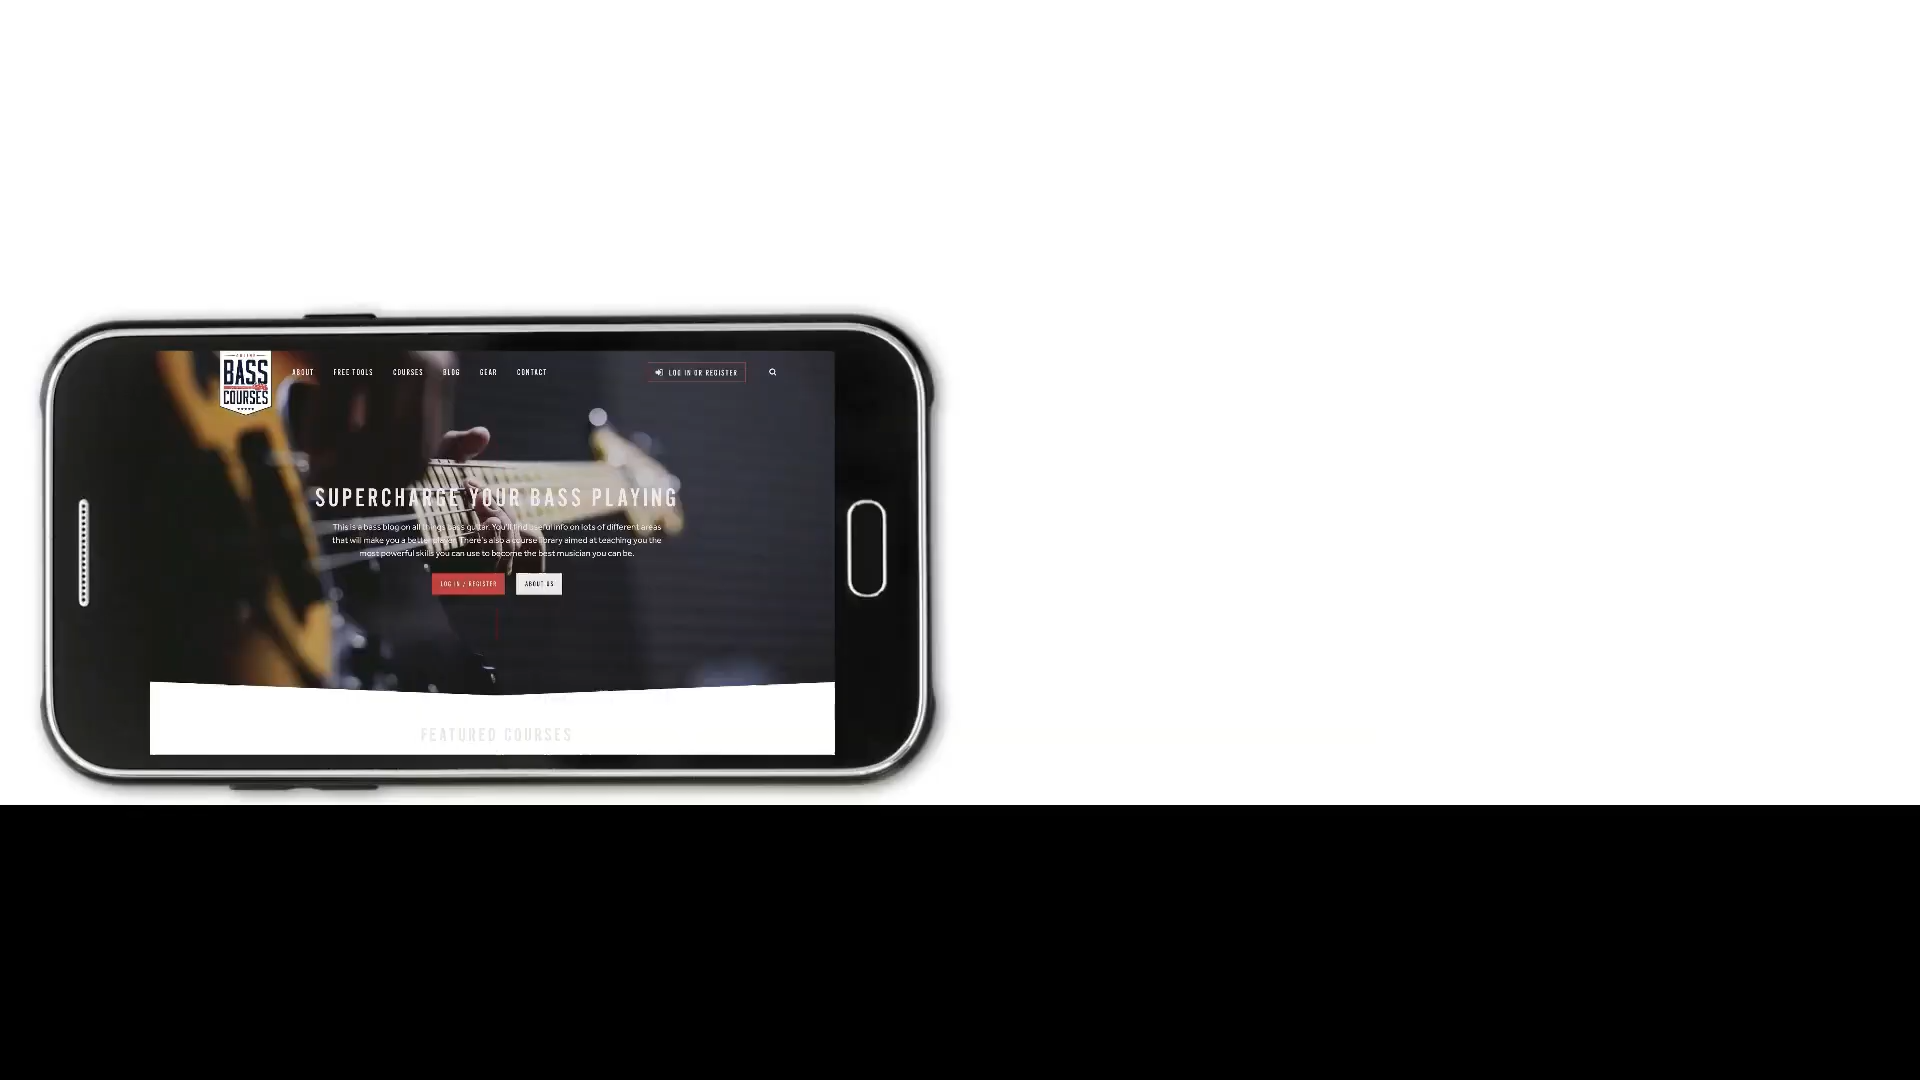 ONLINE
BASS
COURSES
ABOUT
FREE TOOLS
COURSES
BLOG
GEAR
CONTACT
LOG IN OR REGISTER
SUPERCHARGE YOUR BASS PLAYING
This is a bass blog on all things bass guitar. You'll find useful info on lots of different areas
that will make you a better player. There's also a course library aimed at teaching you the
most powerful skills you can use to become the best musician you can be.
LOG IN / REGISTER
ABOUT US
FEATURED COURSES